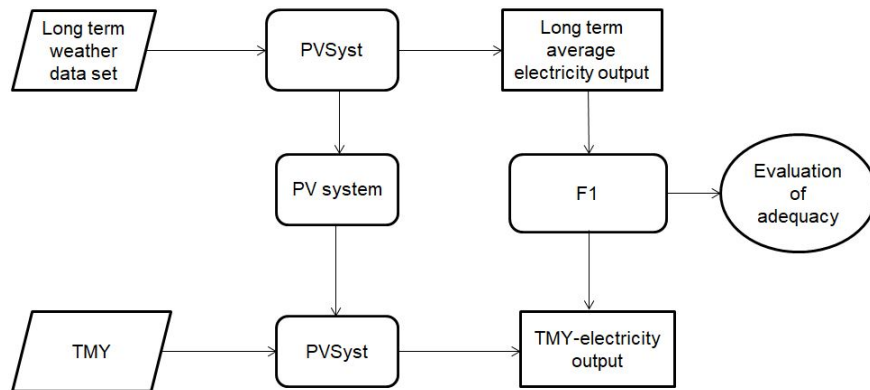 Long term
weather
data set
PVSyst
Long term
average
electricity output
PV system
F1
Evaluation
of
adequacy
TMY
PVSyst
TMY-electricity
output